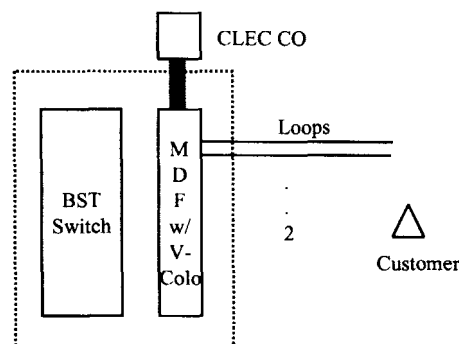 CLEC CO
Loops
M
D
F
w/
V-
Colo
BST
Switch
.
.
2
Customer